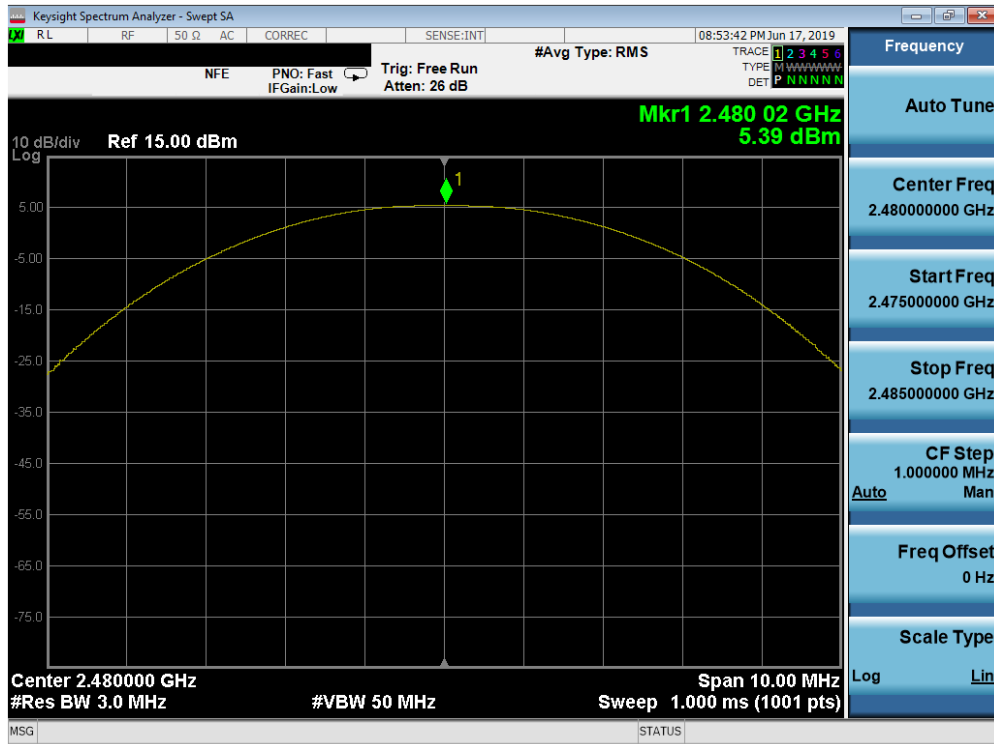 Keysight Spectrum Analyzer - Swept SA
LXI RL RF 50 Ω AC CORREC SENSE:INT 08:53:42 PM Jun 17, 2019
#Avg Type: RMS TRACE 1 2 3 4 5 6
NFE PNO: Fast Trig: Free Run TYPE M WWWWW
IFGain:Low Atten: 26 dB DET P N N N N N
Mkr1 2.480 02 GHz
5.39 dBm
10 dB/div Ref 15.00 dBm
Log
1
5.00
-5.00
-15.0
-25.0
-35.0
-45.0
-55.0
-65.0
-75.0
Center 2.480000 GHz Span 10.00 MHz
#Res BW 3.0 MHz #VBW 50 MHz Sweep 1.000 ms (1001 pts)
MSG STATUS
Frequency
Auto Tune
Center Freq
2.480000000 GHz
Start Freq
2.475000000 GHz
Stop Freq
2.485000000 GHz
CF Step
1.000000 MHz
Auto Man
Freq Offset
0 Hz
Scale Type
Log Lin